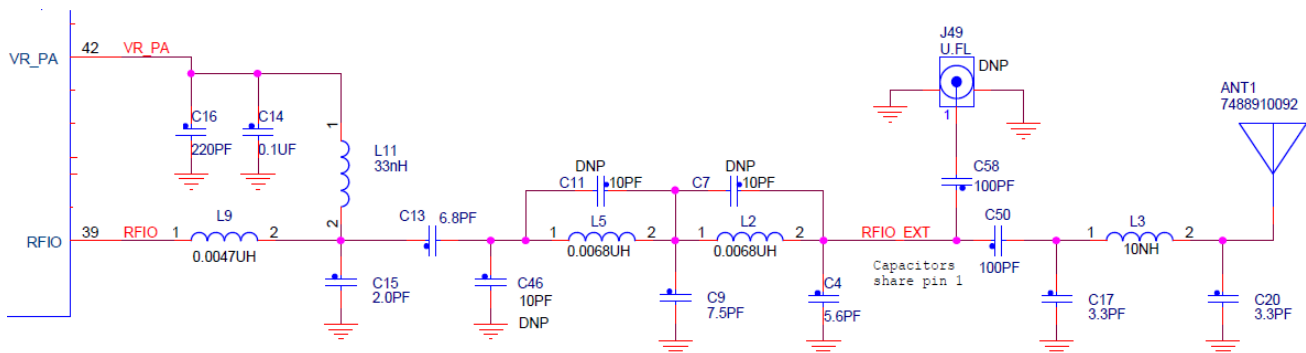 J49
U.FL
DNP
ANT1
7488910092
VR_PA
42
VR_PA
C16
220PF
C14
0.1UF
1
L11
33nH
2
1
C58
100PF
DNP
C11
10PF
DNP
C7
10PF
RFIO
39
RFIO
1
L9
2
0.0047UH
C13
6.8PF
1
L5
2
0.0068UH
1
L2
2
0.0068UH
RFIO_EXT
C50
100PF
1
L3
2
10NH
Capacitors
share pin 1
C15
2.0PF
C46
10PF
DNP
C9
7.5PF
C4
5.6PF
C17
3.3PF
C20
3.3PF